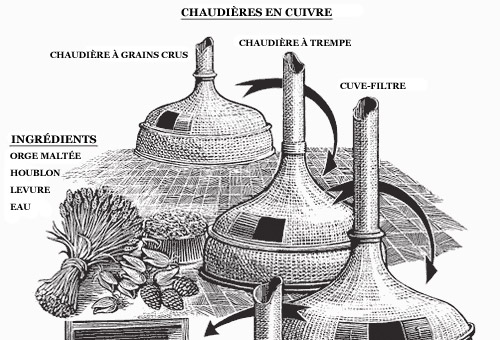 CHAUDIÈRES EN CUIVRE
CHAUDIÈRE À GRAINS CRUS
CHAUDIÈRE À TREMPE
CUVE-FILTRE
INGRÉDIENTS
ORGE MALTÉE
HOUBLON
LEVURE
EAU